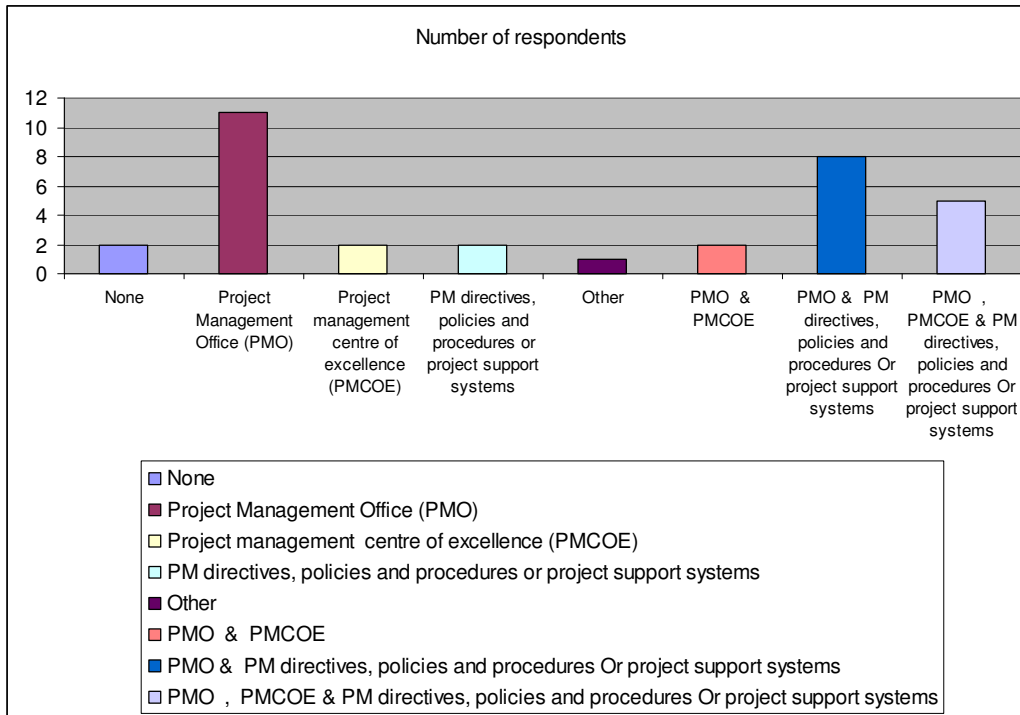 Number of respondents
12
10
8
6
4
2
0
None
Project
Management
Office (PMO)
Project
management
centre of
excellence
(PMCOE)
PM directives,
policies and
procedures or
project support
systems
Other
PMO & PMCOE
PMO & PM
directives,
policies and
procedures Or
project support
systems
PMO ,
PMCOE & PM
directives,
policies and
procedures Or
project support
systems
None
Project Management Office (PMO)
Project management centre of excellence (PMCOE)
PM directives, policies and procedures or project support systems
Other
PMO & PMCOE
PMO & PM directives, policies and procedures Or project support systems
PMO , PMCOE & PM directives, policies and procedures Or project support systems